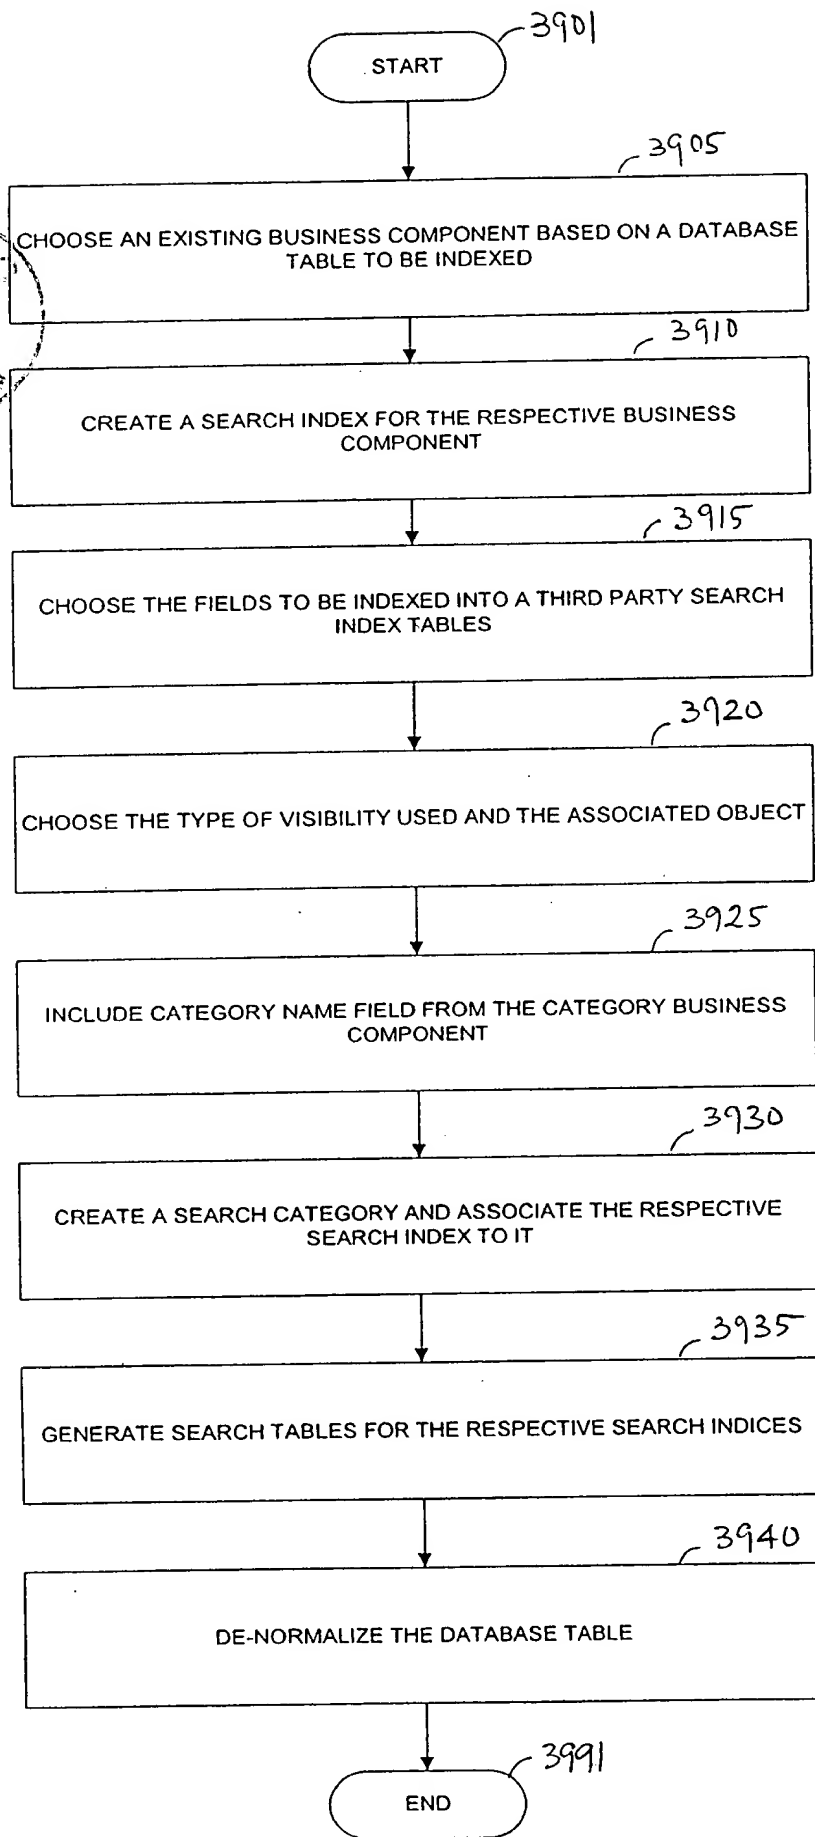 3901
START
3905
CHOOSE AN EXISTING BUSINESS COMPONENT BASED ON A DATABASE
TABLE TO BE INDEXED
3910
CREATE A SEARCH INDEX FOR THE RESPECTIVE BUSINESS
COMPONENT
3915
CHOOSE THE FIELDS TO BE INDEXED INTO A THIRD PARTY SEARCH
INDEX TABLES
3920
CHOOSE THE TYPE OF VISIBILITY USED AND THE ASSOCIATED OBJECT
3925
INCLUDE CATEGORY NAME FIELD FROM THE CATEGORY BUSINESS
COMPONENT
3930
CREATE A SEARCH CATEGORY AND ASSOCIATE THE RESPECTIVE
SEARCH INDEX TO IT
3935
GENERATE SEARCH TABLES FOR THE RESPECTIVE SEARCH INDICES
3940
DE-NORMALIZE THE DATABASE TABLE
3991
END